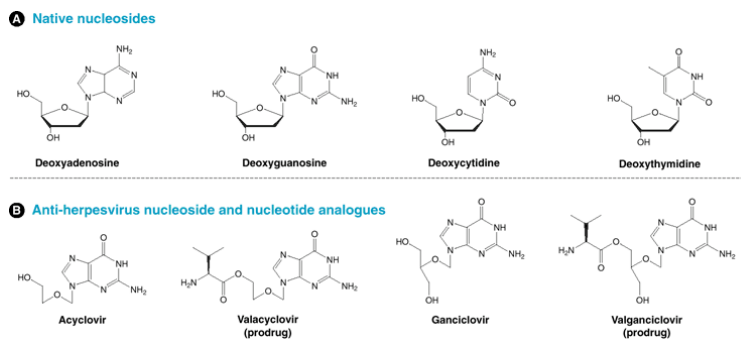 A Native nucleosides
NH₂
N
N
N
N
HO
O
OH
Deoxyadenosine
O
N
NH
N
N
NH₂
HO
O
OH
Deoxyguanosine
NH₂
N
N
O
HO
O
OH
Deoxycytidine
O
NH
N
O
HO
O
OH
Deoxythymidine
B Anti-herpesvirus nucleoside and nucleotide analogues
O
N
NH
N
N
NH₂
HO
O
Acyclovir
O
N
NH
N
N
NH₂
H₂N
O
O
O
Valacyclovir
(prodrug)
O
N
NH
N
N
NH₂
HO
O
OH
Ganciclovir
O
N
NH
N
N
NH₂
H₂N
O
O
O
OH
Valganciclovir
(prodrug)